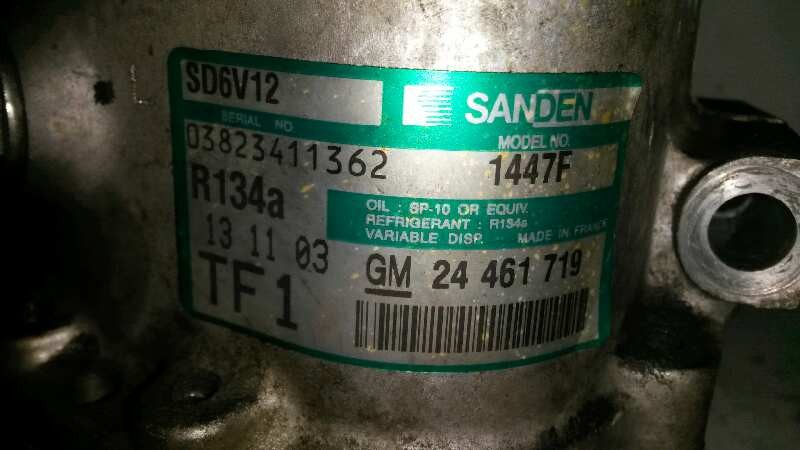 SD6V12
SANDEN
SERIAL NO
MODEL NO.
03823411362
1447F
R134a
OIL : SP-10 OR EQUIV.
REFRIGERANT : R134a
VARIABLE DISP. MADE IN FRANCE
13 11 03
GM 24 461 719
TF1